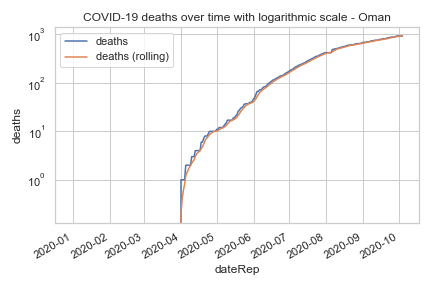 COVID-19 deaths over time with logarithmic scale - Oman
deaths
deaths (rolling)
10³
10²
10¹
10⁰
deaths
2020-01
2020-02
2020-03
2020-04
2020-05
2020-06
2020-07
2020-08
2020-09
2020-10
dateRep